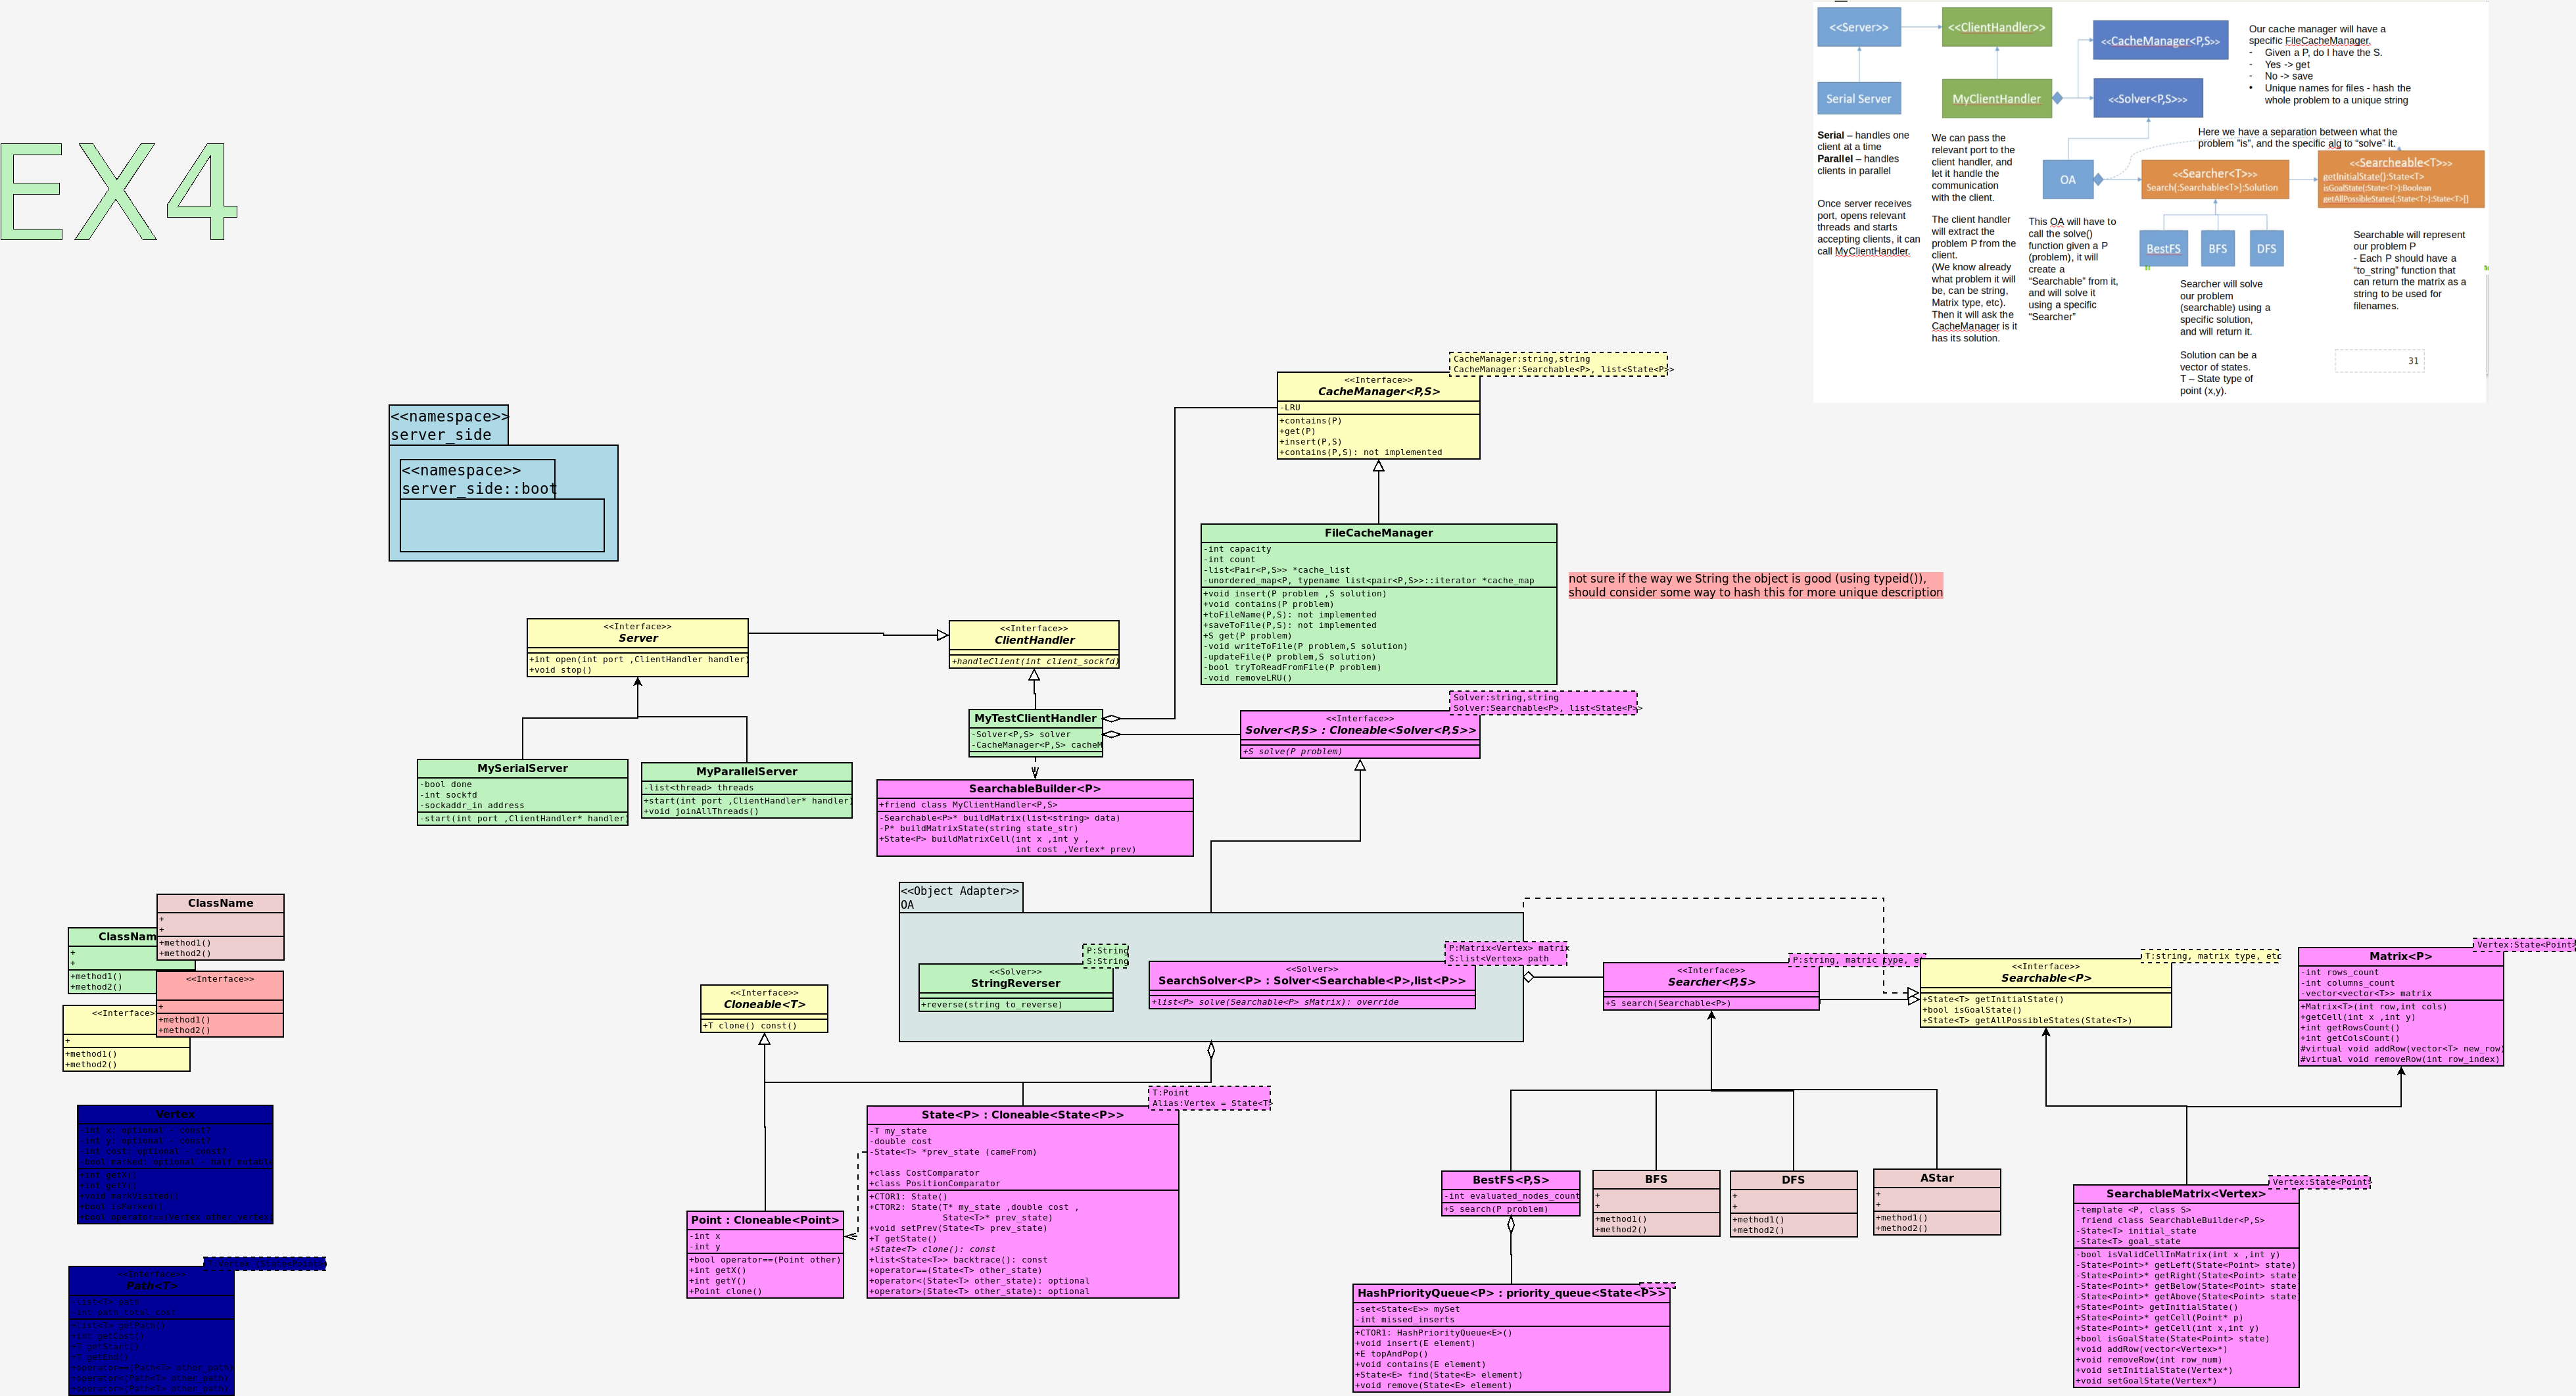 EX4
<<Server>>
<<ClientHandler>>
<<CacheManager<P,S>>
Serial Server
MyClientHandler
<<Solver<P,S>>>
Our cache manager will have a
specific FileCacheManager.
- Given a P, do I have the S.
- Yes -> get
- No -> save
• Unique names for files - hash the
whole problem to a unique string
Serial – handles one
client at a time
Parallel – handles
clients in parallel
Once server receives
port, opens relevant
threads and starts
accepting clients, it can
call MyClientHandler.
We can pass the
relevant port to the
client handler, and
let it handle the
communication
with the client.
The client handler
will extract the
problem P from the
client.
(We know already
what problem it will
be, can be string,
Matrix type, etc).
Then it will ask the
CacheManager is it
has its solution.
Here we have a separation between what the
problem "is", and the specific alg to "solve" it.
OA
<<Searcher<T>>>
Search(:Searchable<T>):Solution
<<Searcheable<T>>>
getInitialState():State<T>
isGoalState(:State<T>):Boolean
getAllPossibleStates(:State<T>):State<T>[]
BestFS
BFS
DFS
This OA will have to
call the solve()
function given a P
(problem), it will
create a
"Searchable" from it,
and will solve it
using a specific
"Searcher"
Searcher will solve
our problem
(searchable) using a
specific solution,
and will return it.
Solution can be a
vector of states.
T – State type of
point (x,y).
Searchable will represent
our problem P
- Each P should have a
"to_string" function that
can return the matrix as a
string to be used for
filenames.
31
<<namespace>>
server_side
<<namespace>>
server_side::boot
CacheManager:string,string
CacheManager:Searchable<P>, list<State<P>>
<<Interface>>
CacheManager<P,S>
-LRU
+contains(P)
+get(P)
+insert(P,S)
+contains(P,S): not implemented
FileCacheManager
-int capacity
-int count
-list<Pair<P,S>> *cache_list
-unordered_map<P, typename list<pair<P,S>>::iterator *cache_map
+void insert(P problem ,S solution)
+void contains(P problem)
+toFileName(P,S): not implemented
+saveToFile(P,S): not implemented
+S get(P problem)
-void writeToFile(P problem,S solution)
-updateFile(P problem,S solution)
-bool tryToReadFromFile(P problem)
-void removeLRU()
not sure if the way we String the object is good (using typeid()),
should consider some way to hash this for more unique description
<<Interface>>
Server
+int open(int port ,ClientHandler handler)
+void stop()
<<Interface>>
ClientHandler
+handleClient(int client_sockfd)
MyTestClientHandler
-Solver<P,S> solver
-CacheManager<P,S> cacheM
Solver:string,string
Solver:Searchable<P>, list<State<P>>
<<Interface>>
Solver<P,S> : Cloneable<Solver<P,S>>
+S solve(P problem)
MySerialServer
-bool done
-int sockfd
-sockaddr_in address
-start(int port ,ClientHandler* handler)
MyParallelServer
-list<thread> threads
+start(int port ,ClientHandler* handler)
+void joinAllThreads()
SearchableBuilder<P>
+friend class MyClientHandler<P,S>
-Searchable<P>* buildMatrix(list<string> data)
-P* buildMatrixState(string state_str)
+State<P> buildMatrixCell(int x ,int y ,
int cost ,Vertex* prev)
ClassName
+
+
+method1()
+method2()
ClassNam
+
+
+method1()
+method2()
<<Interface>>
+
+method1()
+method2()
<<Interface>
+
+method1()
+method2()
<<Object Adapter>>
OA
P:String
S:String
<<Solver>>
StringReverser
+reverse(string to_reverse)
P:Matrix<Vertex> matrix
S:list<Vertex> path
<<Solver>>
SearchSolver<P> : Solver<Searchable<P>,list<P>>
+list<P> solve(Searchable<P> sMatrix): override
P:string, matric type, etc
<<Interface>>
Searcher<P,S>
+S search(Searchable<P>)
T:string, matrix type, etc
<<Interface>>
Searchable<P>
+State<T> getInitialState()
+bool isGoalState()
+State<T> getAllPossibleStates(State<T>)
Vertex:State<Point>
Matrix<P>
-int rows_count
-int columns_count
-vector<vector<T>> matrix
+Matrix<T>(int row,int cols)
+getCell(int x ,int y)
+int getRowsCount()
+int getColsCount()
#virtual void addRow(vector<T> new_row)
#virtual void removeRow(int row_index)
<<Interface>>
Cloneable<T>
+T clone() const()
T:Point
Alias:Vertex = State<T>
State<P> : Cloneable<State<P>>
-T my_state
-double cost
-State<T> *prev_state (cameFrom)
+class CostComparator
+class PositionComparator
+CTOR1: State()
+CTOR2: State(T* my_state ,double cost ,
State<T>* prev_state)
+void setPrev(State<T> prev_state)
+T getState()
+State<T> clone(): const
+list<State<T>> backtrace(): const
+operator==(State<T> other_state)
+operator<(State<T> other_state): optional
+operator>(State<T> other_state): optional
Point : Cloneable<Point>
-int x
-int y
+bool operator==(Point other)
+int getX()
+int getY()
+Point clone()
Vertex
Path<T>
BestFS<P,S>
-int evaluated_nodes_count
+S search(P problem)
BFS
+
+
+method1()
+method2()
DFS
+
+
+method1()
+method2()
AStar
+
+
+method1()
+method2()
HashPriorityQueue<P> : priority_queue<State<P>>
-set<State<E>> mySet
-int missed_inserts
+CTOR1: HashPriorityQueue<E>()
+void insert(E element)
+E topAndPop()
+void contains(E element)
+State<E> find(State<E> element)
+void remove(State<E> element)
Vertex:State<Point>
SearchableMatrix<Vertex>
-template <P, class S>
friend class SearchableBuilder<P,S>
-State<T> initial_state
-State<T> goal_state
-bool isValidCellInMatrix(int x ,int y)
-State<Point>* getLeft(State<Point> state)
-State<Point>* getRight(State<Point> state)
-State<Point>* getBelow(State<Point> state)
-State<Point>* getAbove(State<Point> state)
+State<Point> getInitialState()
+State<Point>* getCell(Point* p)
+State<Point>* getCell(int x,int y)
+bool isGoalState(State<Point> state)
+void addRow(vector<Vertex>*)
+void removeRow(int row_num)
+void setInitialState(Vertex*)
+void setGoalState(Vertex*)